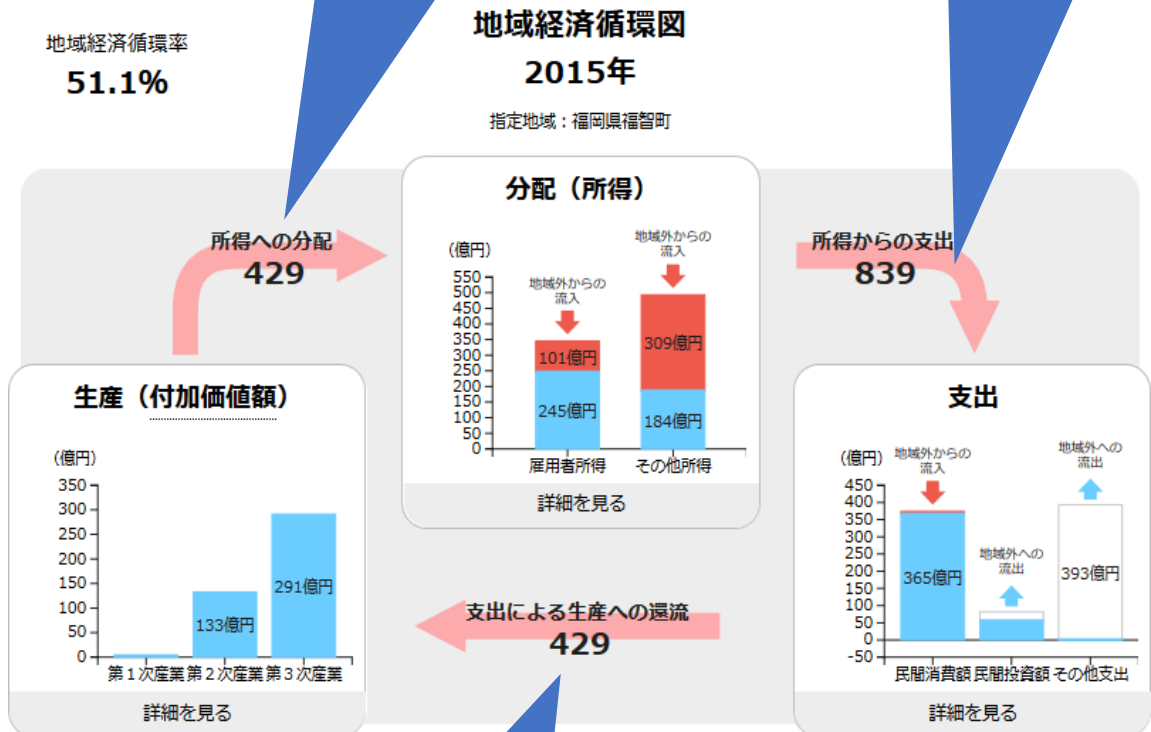 地域経済循環率
51.1%
地域経済循環図
2015年
指定地域：福岡県福智町
所得への分配
429
分配（所得）
(億円)
550
500
450
400
350
300
250
200
150
100
50
0
地域外からの
流入
地域外からの
流入
101億円
245億円
309億円
184億円
雇用者所得
その他所得
詳細を見る
所得からの支出
839
生産（付加価値額）
(億円)
350
300
250
200
150
100
50
0
133億円
291億円
第１次産業
第２次産業
第３次産業
詳細を見る
支出による生産への還流
429
支出
(億円)
450
400
350
300
250
200
150
100
50
0
-50
地域外からの
流入
地域外への
流出
地域外への
流出
365億円
393億円
民間消費額
民間投資額
その他支出
詳細を見る